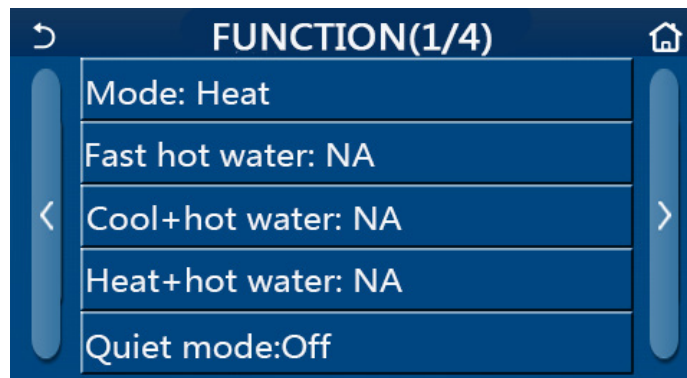 FUNCTION(1/4)
Mode: Heat
Fast hot water: NA
Cool+hot water: NA
Heat+hot water: NA
Quiet mode:Off